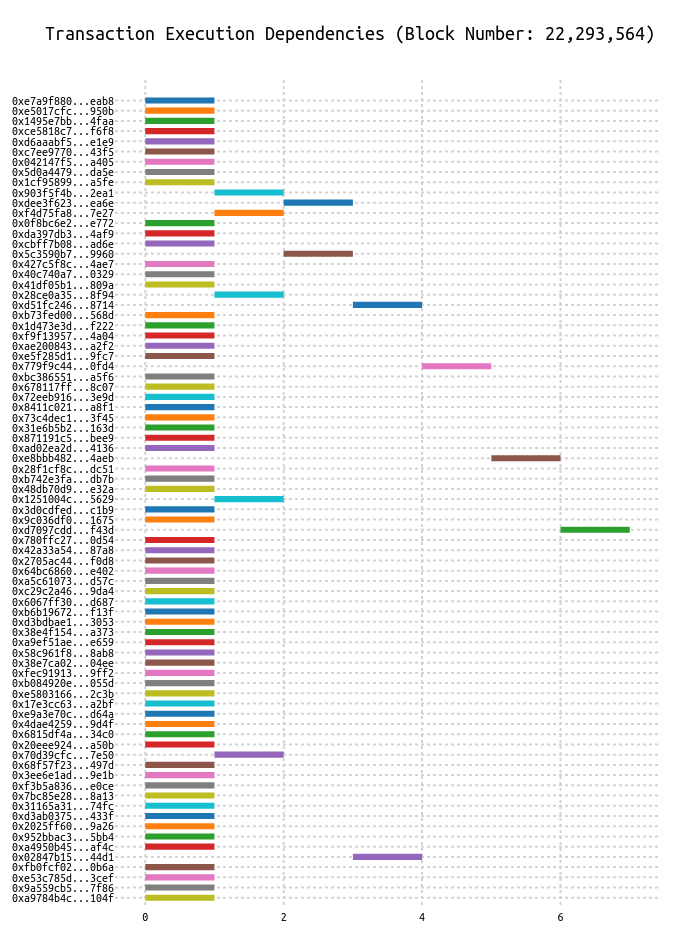 Transaction Execution Dependencies (Block Number: 22,293,564)
0xe7a9f880...eab8
0xe5017cfc...950b
0x1495e7bb...4faa
0xce5818c7...f6f8
0xd6aaabf5...e1e9
0xc7ee9770...43f5
0x042147f5...a405
0x5d0a4479...da5e
0x1cf95899...a5fe
0x903f5f4b...2ea1
0xdee3f623...ea6e
0xf4d75fa8...7e27
0x0f8bc6e2...e772
0xda397db3...4af9
0xcbff7b08...ad6e
0x5c3590b7...9960
0x427c5f8c...4ae7
0x40c740a7...0329
0x41df05b1...809a
0x28ce0a35...8f94
0xd51fc246...8714
0xb73fed00...568d
0x1d473e3d...f222
0xf9f13957...4a04
0xae200843...a2f2
0xe5f285d1...9fc7
0x779f9c44...0fd4
0xbc386551...a5f6
0x678117ff...8c07
0x72eeb916...3e9d
0x8411c021...a8f1
0x73c4dec1...3f45
0x31e6b5b2...163d
0x871191c5...bee9
0xad02ea2d...4136
0xe8bbb482...4aeb
0x28f1cf8c...dc51
0xb742e3fa...db7b
0x48db70d9...e32a
0x1251004c...5629
0x3d0cdfed...c1b9
0x9c036df0...1675
0xd7097cdd...f43d
0x780ffc27...0d54
0x42a33a54...87a8
0x2705ac44...f0d8
0x64bc6860...e402
0xa5c61073...d57c
0xc29c2a46...9da4
0x6067ff30...d687
0xb6b19672...f13f
0xd3bdbae1...3053
0x38e4f154...a373
0xa9ef51ae...e659
0x58c961f8...8ab8
0x38e7ca02...04ee
0xfec91913...9ff2
0xb084920e...055d
0xe5803166...2c3b
0x17e3cc63...a2bf
0xe9a3e70c...d64a
0x4dae4259...9d4f
0x6815df4a...34c0
0x20eee924...a50b
0x70d39cfc...7e50
0x68f57f23...497d
0x3ee6e1ad...9e1b
0xf3b5a836...e0ce
0x7bc85e28...8a13
0x31165a31...74fc
0xd3ab0375...433f
0x2025ff60...9a26
0x952bbac3...5bb4
0xa4950b45...af4c
0x02847b15...44d1
0xfb0fcf02...0b6a
0xe53c785d...3cef
0x9a559cb5...7f86
0xa9784b4c...104f
0 2 4 6